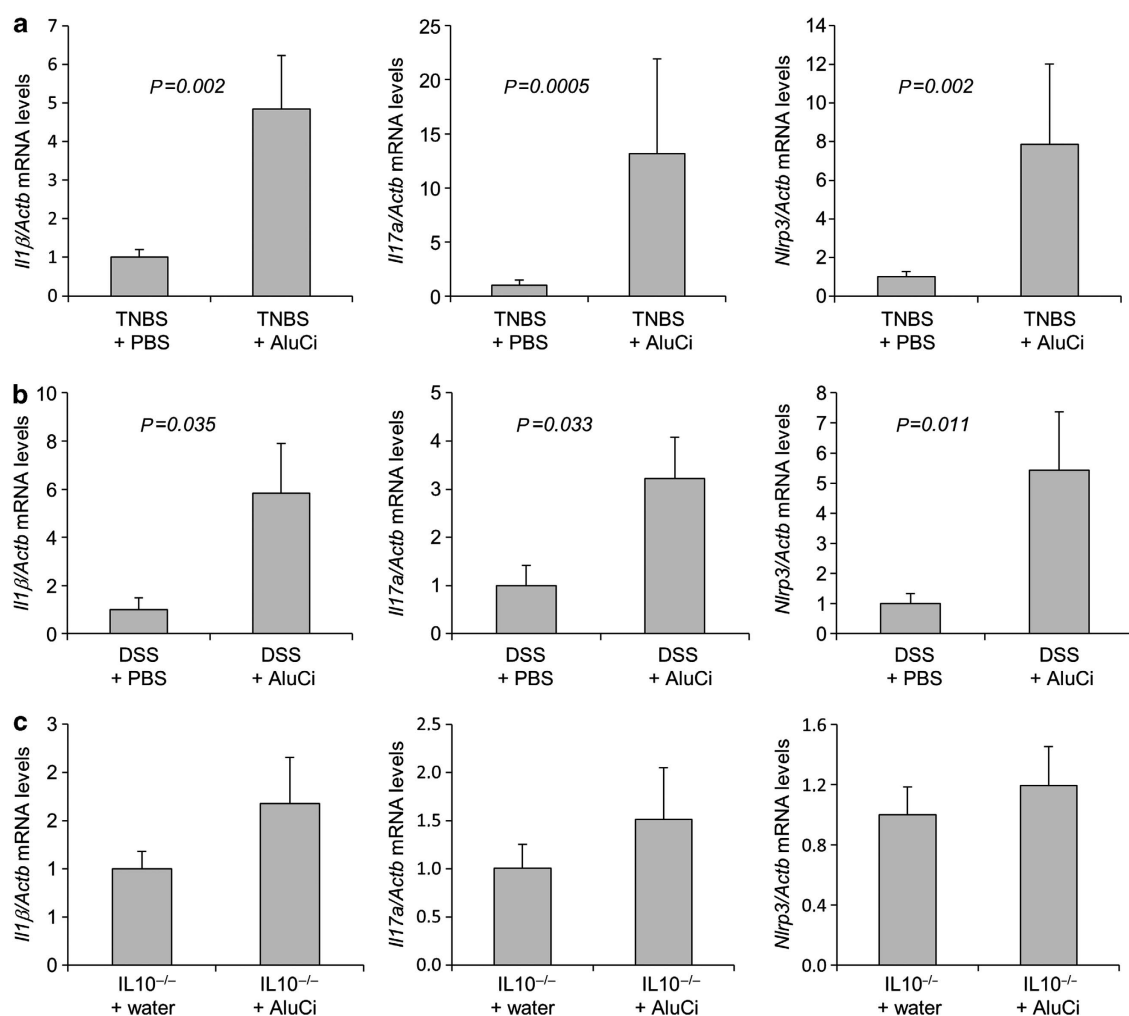 a
Il1β/Actb mRNA levels
7
6
5
4
3
2
1
0
P=0.002
TNBS
+ PBS
TNBS
+ AluCi
Il17a/Actb mRNA levels
25
20
15
10
5
0
P=0.0005
TNBS
+ PBS
TNBS
+ AluCi
Nlrp3/Actb mRNA levels
14
12
10
8
6
4
2
0
P=0.002
TNBS
+ PBS
TNBS
+ AluCi
b
Il1β/Actb mRNA levels
10
8
6
4
2
0
P=0.035
DSS
+ PBS
DSS
+ AluCi
Il17a/Actb mRNA levels
5
4
3
2
1
0
P=0.033
DSS
+ PBS
DSS
+ AluCi
Nlrp3/Actb mRNA levels
8
7
6
5
4
3
2
1
0
P=0.011
DSS
+ PBS
DSS
+ AluCi
c
Il1β/Actb mRNA levels
3
2
2
1
1
0
IL10⁻/⁻
+ water
IL10⁻/⁻
+ AluCi
Il17a/Actb mRNA levels
2.5
2.0
1.5
1.0
0.5
0.0
IL10⁻/⁻
+ water
IL10⁻/⁻
+ AluCi
Nlrp3/Actb mRNA levels
1.6
1.2
0.8
0.4
0.0
IL10⁻/⁻
+ water
IL10⁻/⁻
+ AluCi